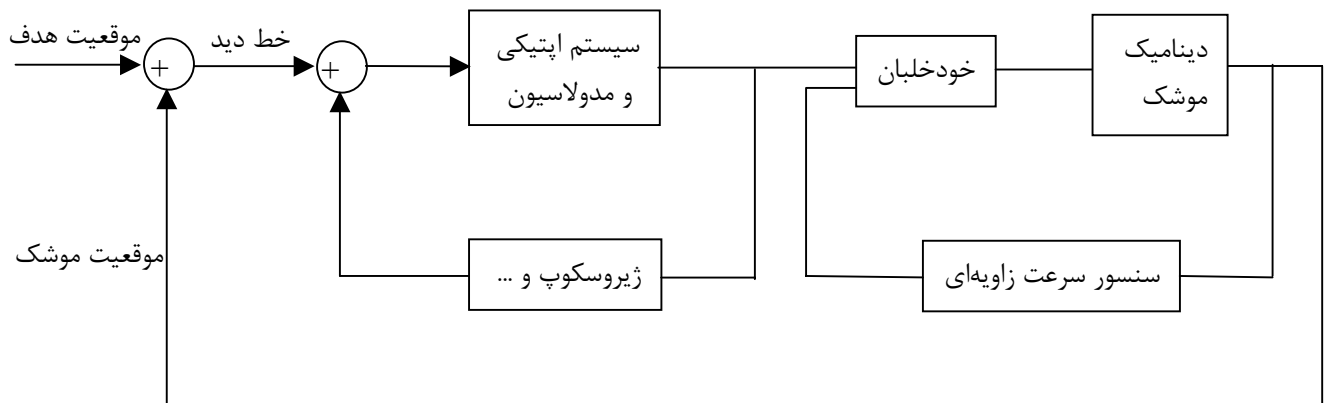 موقعیت هدف
+
خط دید
+
سیستم اپتیکی
و مدولاسیون
خودخلبان
دینامیک
موشک
موقعیت موشک
ژیروسکوپ و ...
سنسور سرعت زاویه‌ای